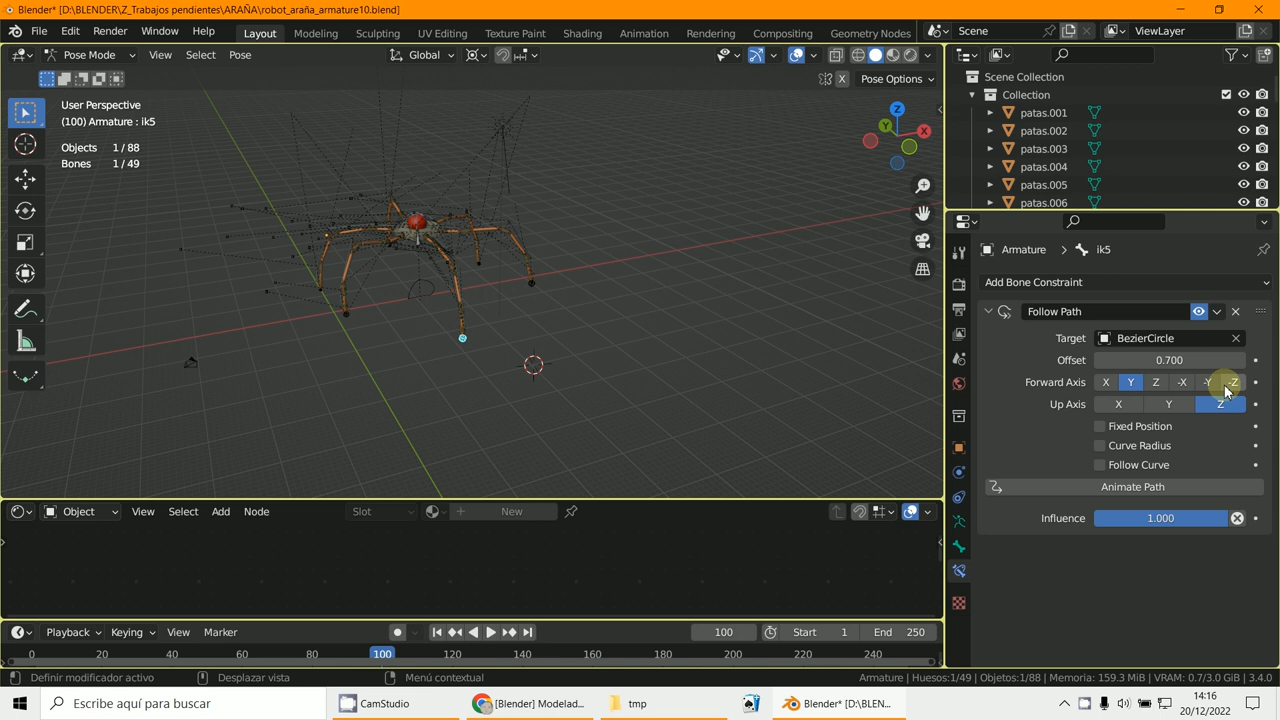 Blender* [D:\BLENDER\Z_Trabajos pendientes\ARAÑA\robot_araña_armature10.blend]
File Edit Render Window Help Layout Modeling Sculpting UV Editing Texture Paint Shading Animation Rendering Compositing Geometry Nodes Scene ViewLayer
Pose Mode View Select Pose Global
X Pose Options
User Perspective
(100) Armature : ik5
Objects 1 / 88
Bones 1 / 49
Z
Y
X
Scene Collection
Collection
patas.001
patas.002
patas.003
patas.004
patas.005
patas.006
Armature ik5
Add Bone Constraint
Follow Path
Target BezierCircle
Offset 0.700
Forward Axis X Y Z -X -Y -Z
Up Axis X Y Z
Fixed Position
Curve Radius
Follow Curve
Animate Path
Influence 1.000
Object View Select Add Node Slot New
Playback Keying View Marker 100 Start 1 End 250
0 20 40 60 80 100 120 140 160 180 200 220 240
Definir modificador activo Desplazar vista Menú contextual Armature | Huesos:1/49 | Objetos:1/88 | Memoria: 159.3 MiB | VRAM: 0.7/3.0 GiB | 3.4.0
Escribe aquí para buscar CamStudio [Blender] Modelad... tmp Blender* [D:\BLEN... 14:16
20/12/2022